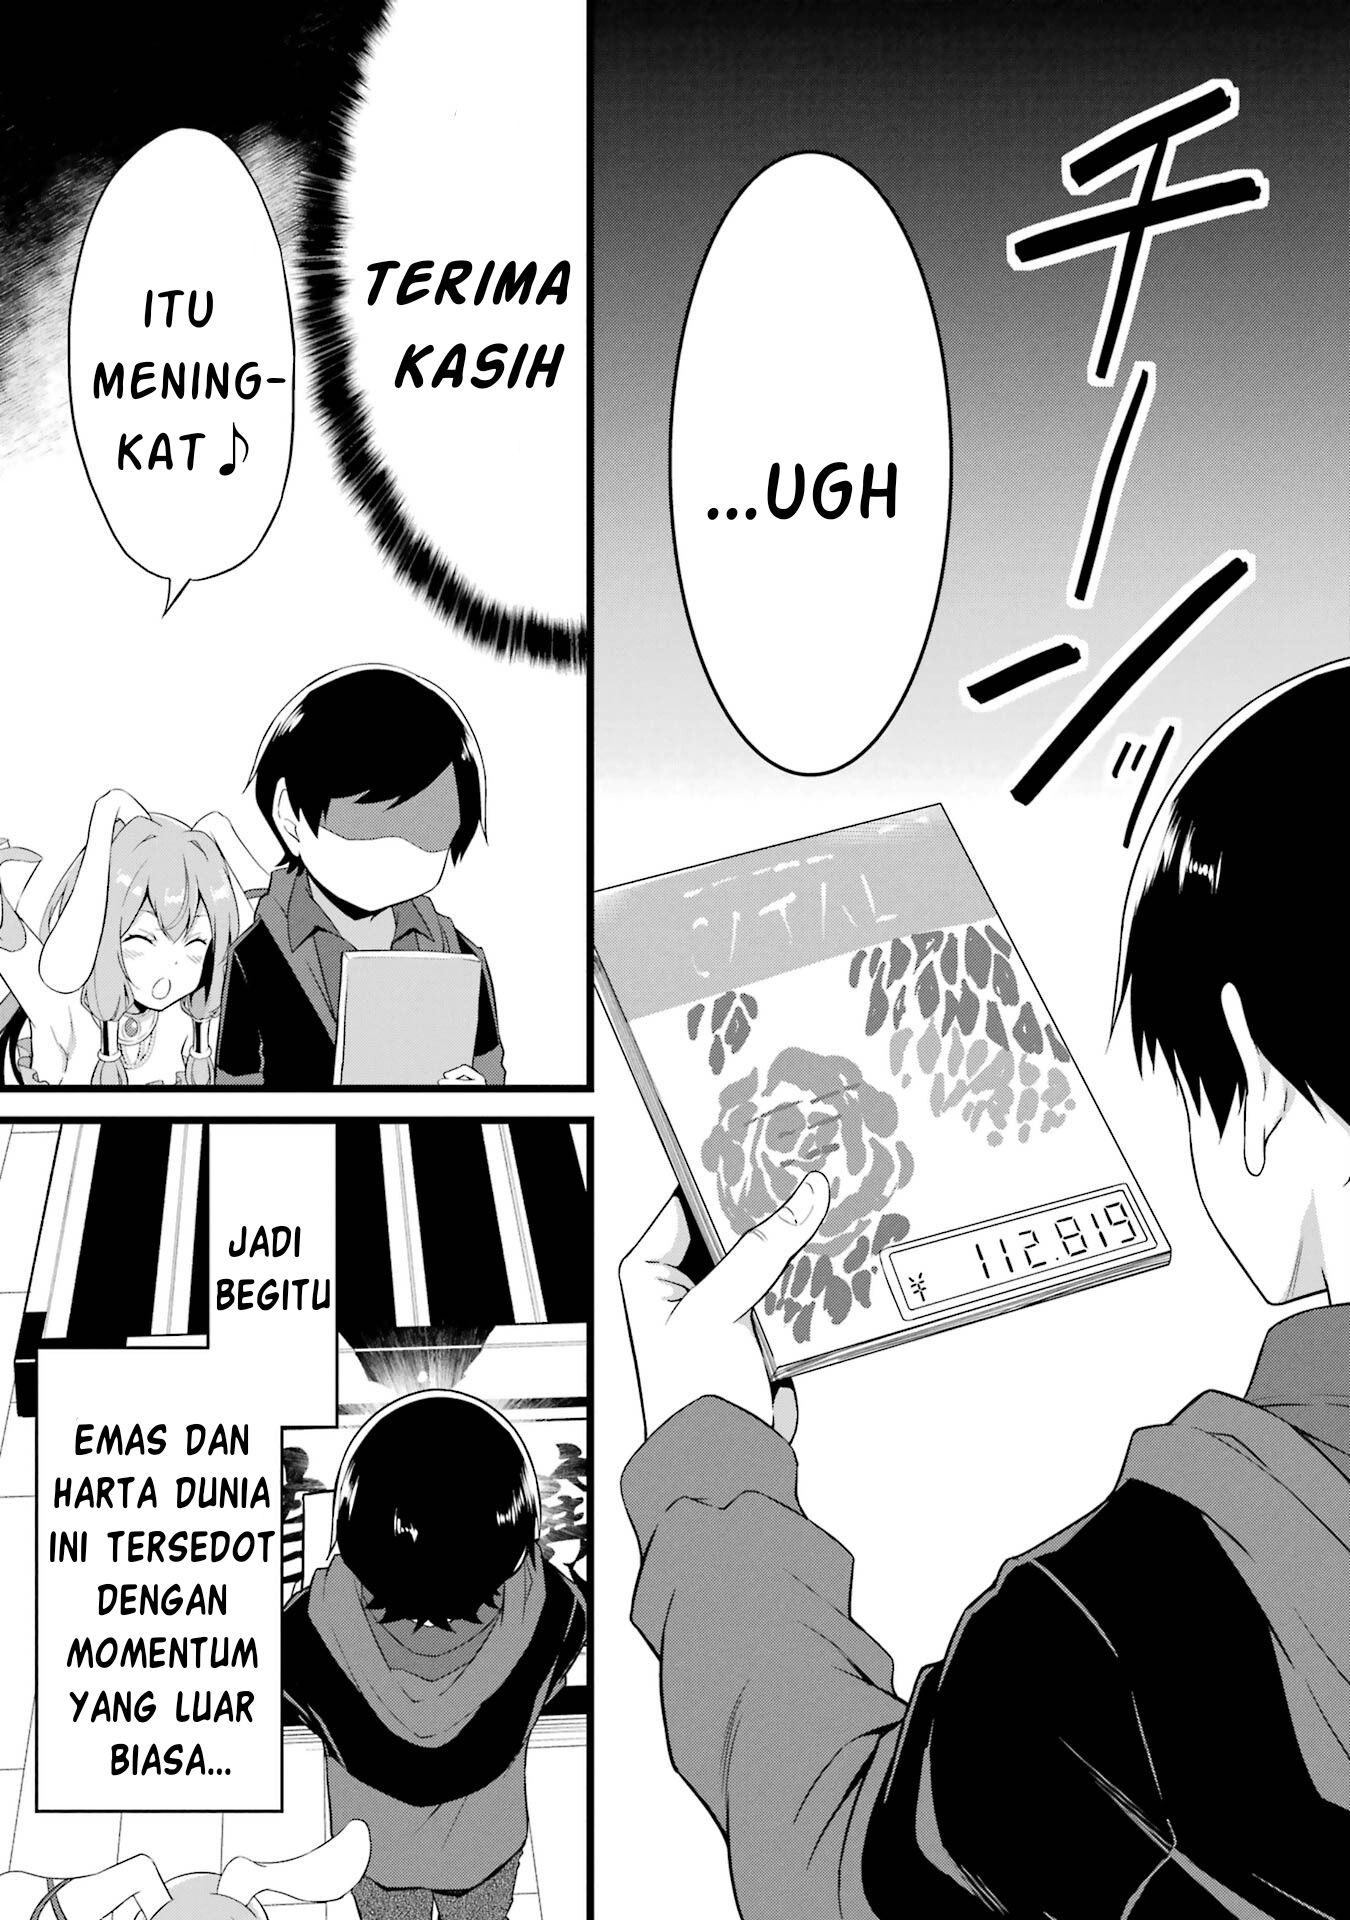 チーン
ッ
...UGH
CITAL
¥ 112.819
TERIMA
KASIH
ITU
MENING-
KAT♪
JADI
BEGITU
EMAS DAN
HARTA DUNIA
INI TERSEDOT
DENGAN
MOMENTUM
YANG LUAR
BIASA...